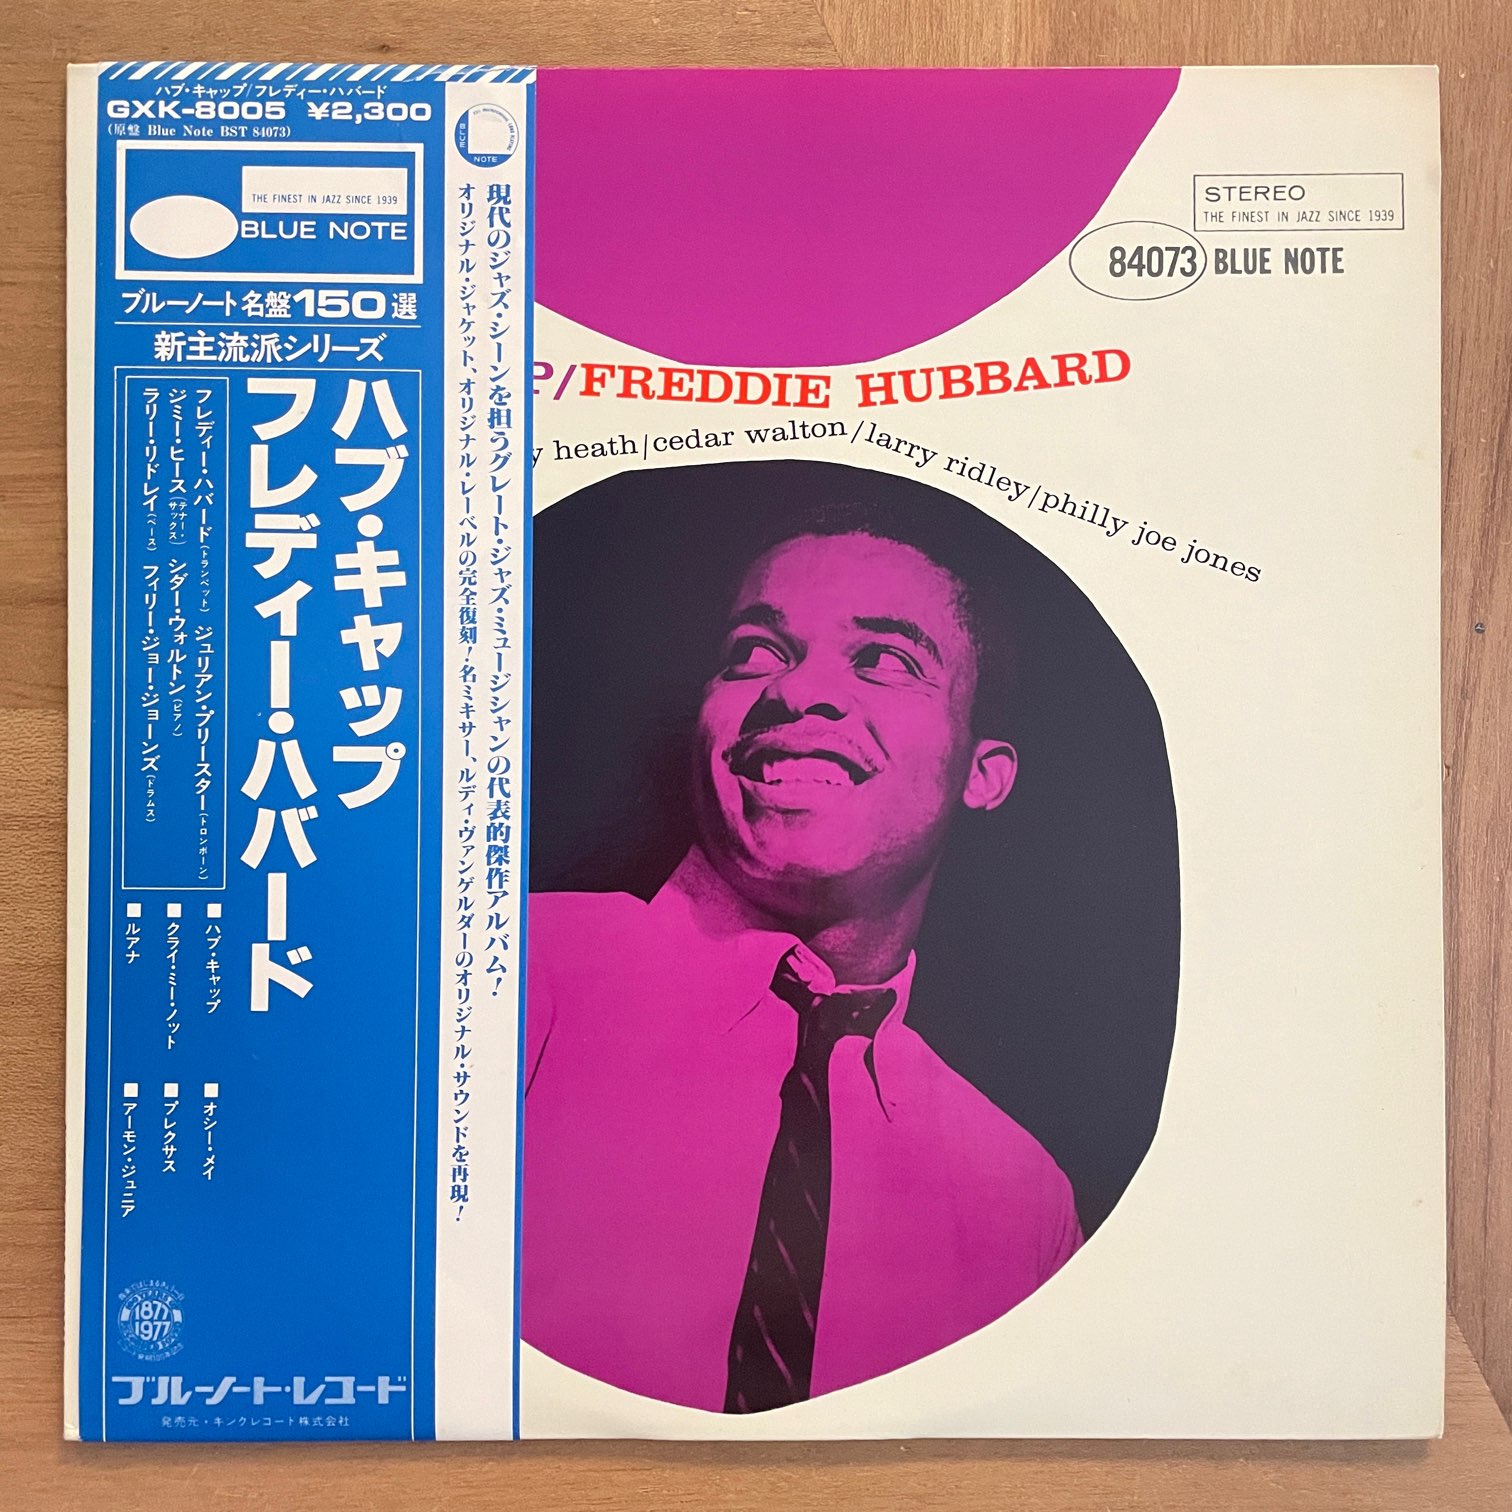 ハブ・キャップ/フレディー・ハバード
GXK-8005 ¥2,300
(原盤 Blue Note BST 84073)
THE FINEST IN JAZZ SINCE 1939
BLUE NOTE
ブルーノート名盤150選
新主流派シリーズ
ハブ・キャップ
フレディー・ハバード
フレディー・ハバード(トランペット) ジュリアン・プリースター(トロンボーン)
ジミー・ヒース(テナー・サックス) シダー・ウォルトン(ピアノ)
ラリー・リドレイ(ベース) フィリー・ジョー・ジョーンズ(ドラムス)
■ハブ・キャップ
■クライ・ミー・ノット
■ルアナ
■オシー・メイ
■プレクサス
■アーモン・ジュニア
1877
1977
ブルーノート・レコード
発売元・キングレコード株式会社
BLUE
NOTE
現代のジャズ・シーンを担うグレート・ジャズ・ミュージシャンの代表的傑作アルバム!
オリジナル・ジャケット、オリジナル・レーベルの完全復刻!名ミキサー、ルディ・ヴァンゲルダーのオリジナル・サウンドを再現!
STEREO
THE FINEST IN JAZZ SINCE 1939
84073 BLUE NOTE
P/FREDDIE HUBBARD
y heath/cedar walton/larry ridley/philly joe jones